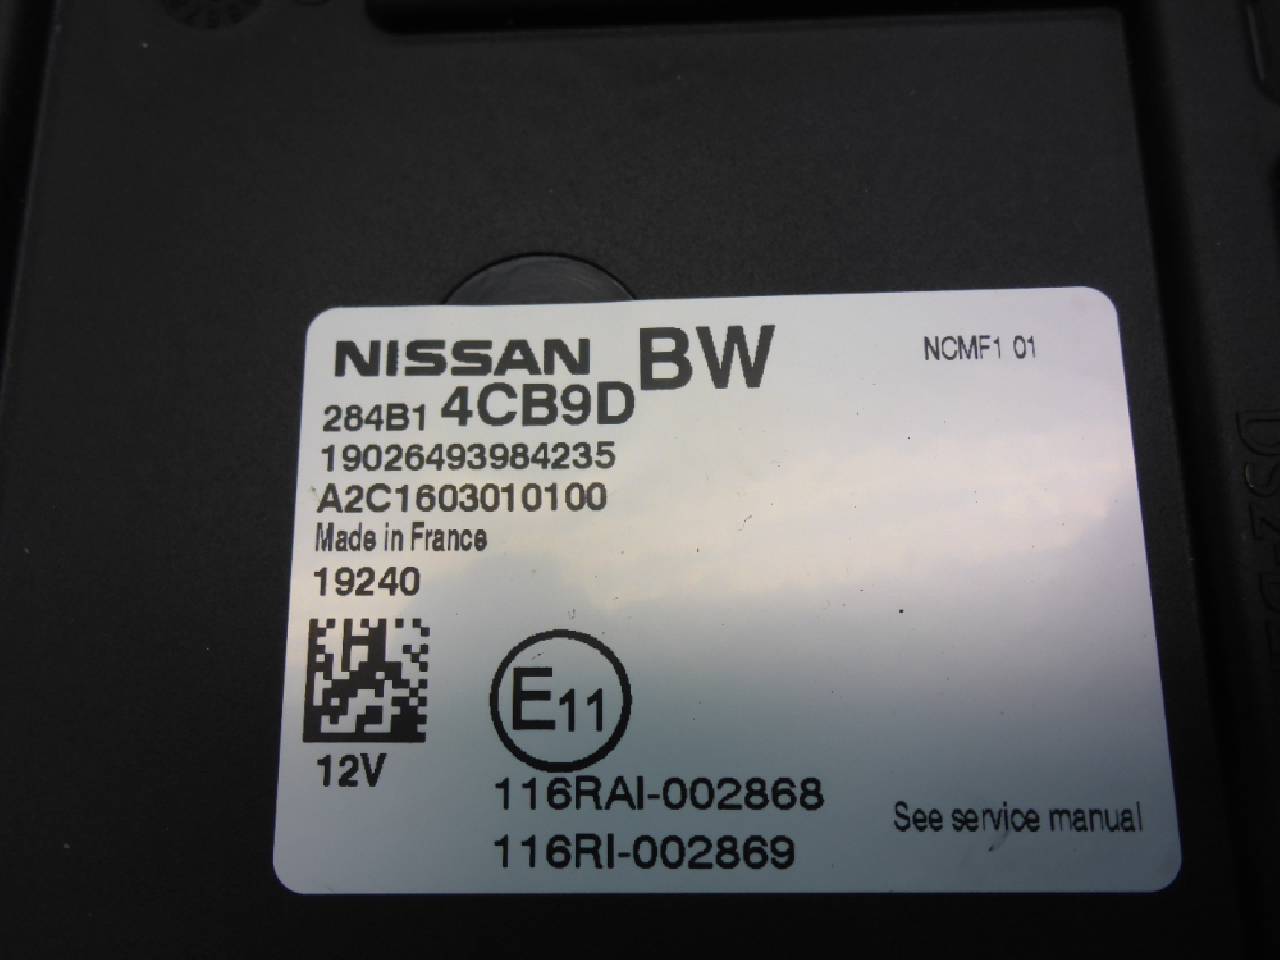 NISSAN BW
NCMF1 01
284B1 4CB9D
19026493984235
A2C1603010100
Made in France
19240
12V
E11
116RAI-002868
116RI-002869
See service manual